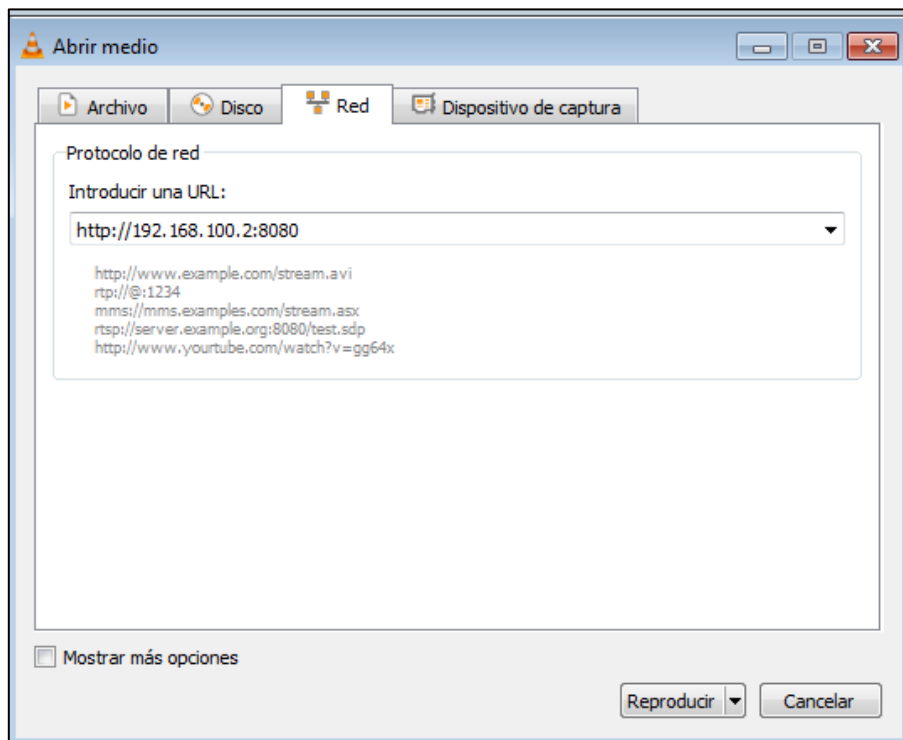 Abrir medio
Archivo Disco Red Dispositivo de captura
Protocolo de red
Introducir una URL:
http://192.168.100.2:8080
http://www.example.com/stream.avi
rtp://@:1234
mms://mms.examples.com/stream.asx
rtsp://server.example.org:8080/test.sdp
http://www.yourtube.com/watch?v=gg64x
Mostrar más opciones
Reproducir Cancelar